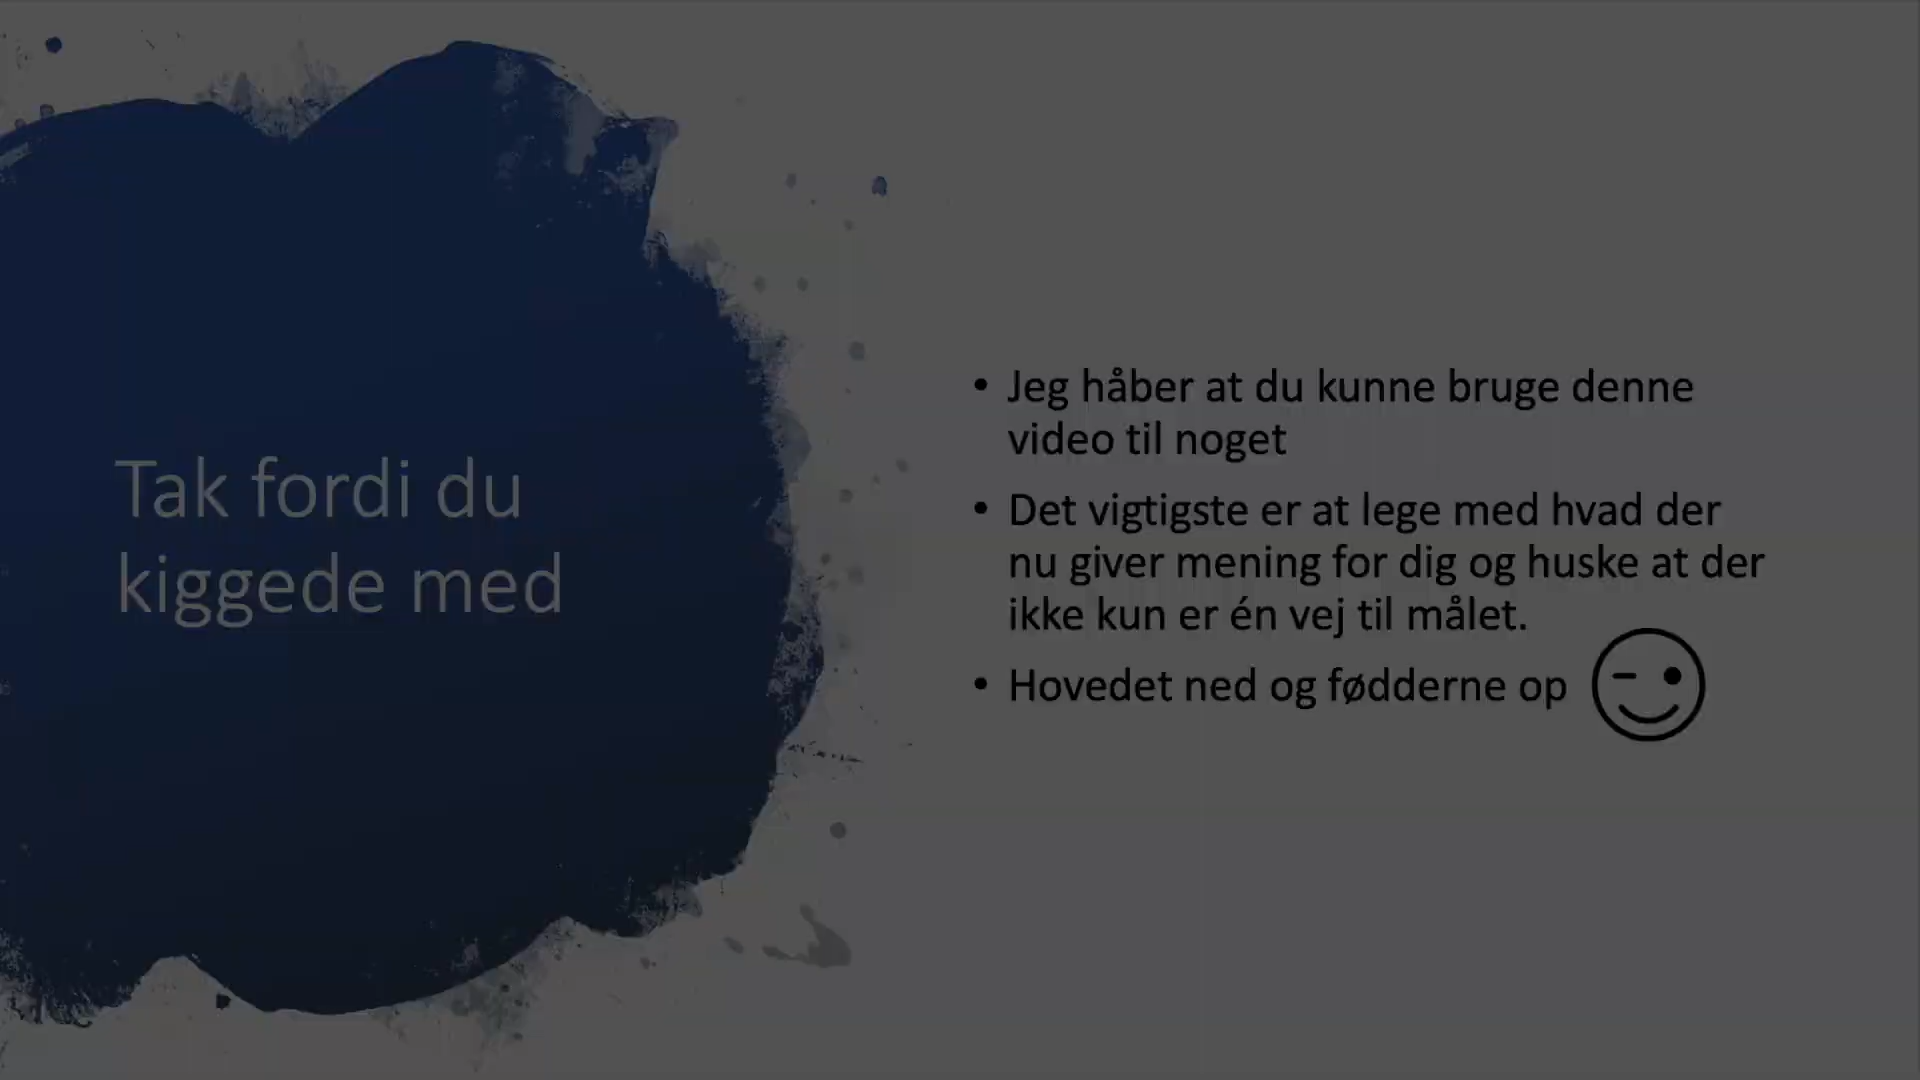 Tak fordi du
kiggede med
• Jeg håber at du kunne bruge denne
video til noget
• Det vigtigste er at lege med hvad der
nu giver mening for dig og huske at der
ikke kun er én vej til målet.
• Hovedet ned og fødderne op